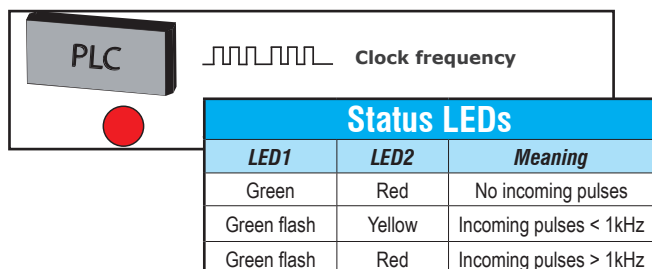 PLC
Clock frequency
Status LEDs
LED1 LED2 Meaning
Green Red No incoming pulses
Green flash Yellow Incoming pulses < 1kHz
Green flash Red Incoming pulses > 1kHz